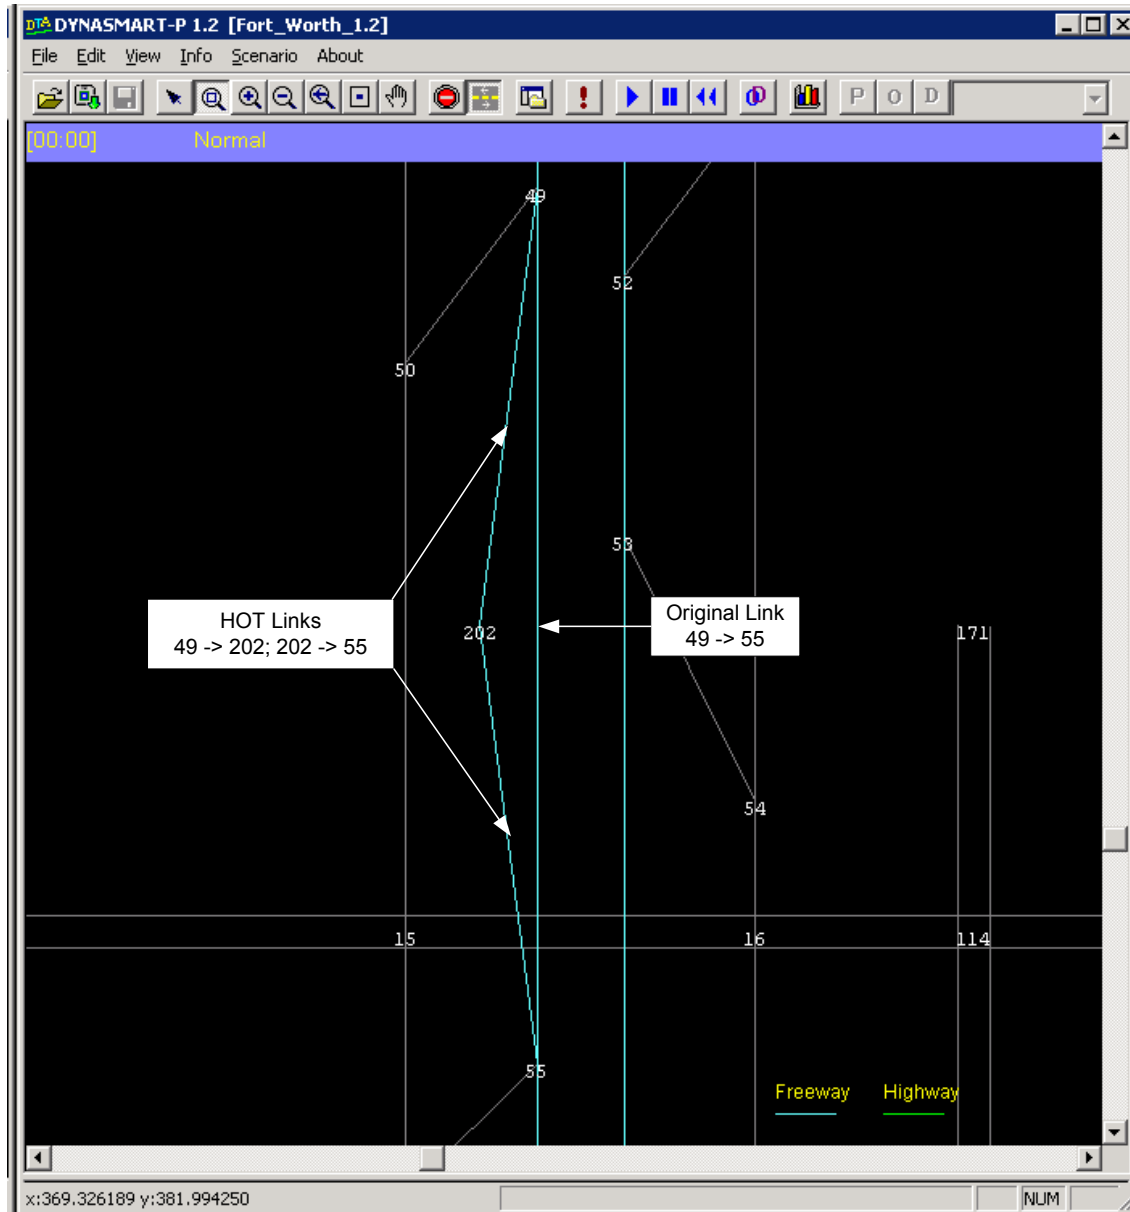 DTA DYNASMART-P 1.2 [Fort_Worth_1.2]
File Edit View Info Scenario About
P O D
[00:00] Normal
49
52
50
53
HOT Links
49 -> 202; 202 -> 55
202
Original Link
49 -> 55
171
54
15 16 114
55
Freeway Highway
x:369.326189 y:381.994250 NUM